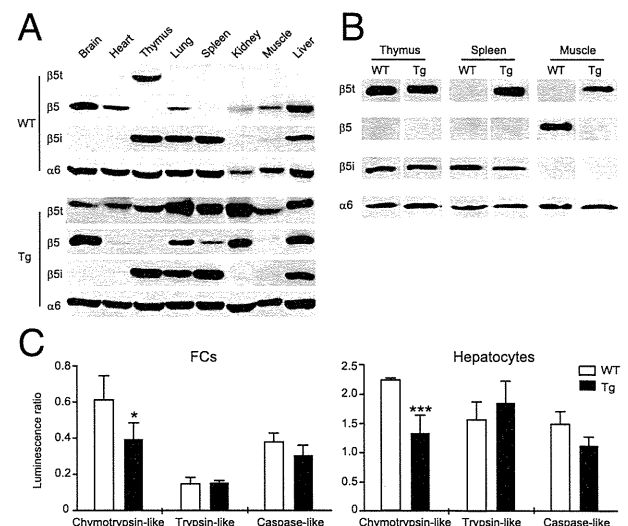 A
Brain Heart Thymus Lung Spleen Kidney Muscle Liver
WT
β5t
β5
β5i
α6
Tg
β5t
β5
β5i
α6
B
Thymus Spleen Muscle
WT Tg WT Tg WT Tg
β5t
β5
β5i
α6
C
FCs
Luminescence ratio
0.8
0.6
0.4
0.2
0
*
Chymotrypsin-like Trypsin-like Caspase-like
Hepatocytes
2.5
2.0
1.5
1.0
0.5
0
***
Chymotrypsin-like Trypsin-like Caspase-like
WT
Tg